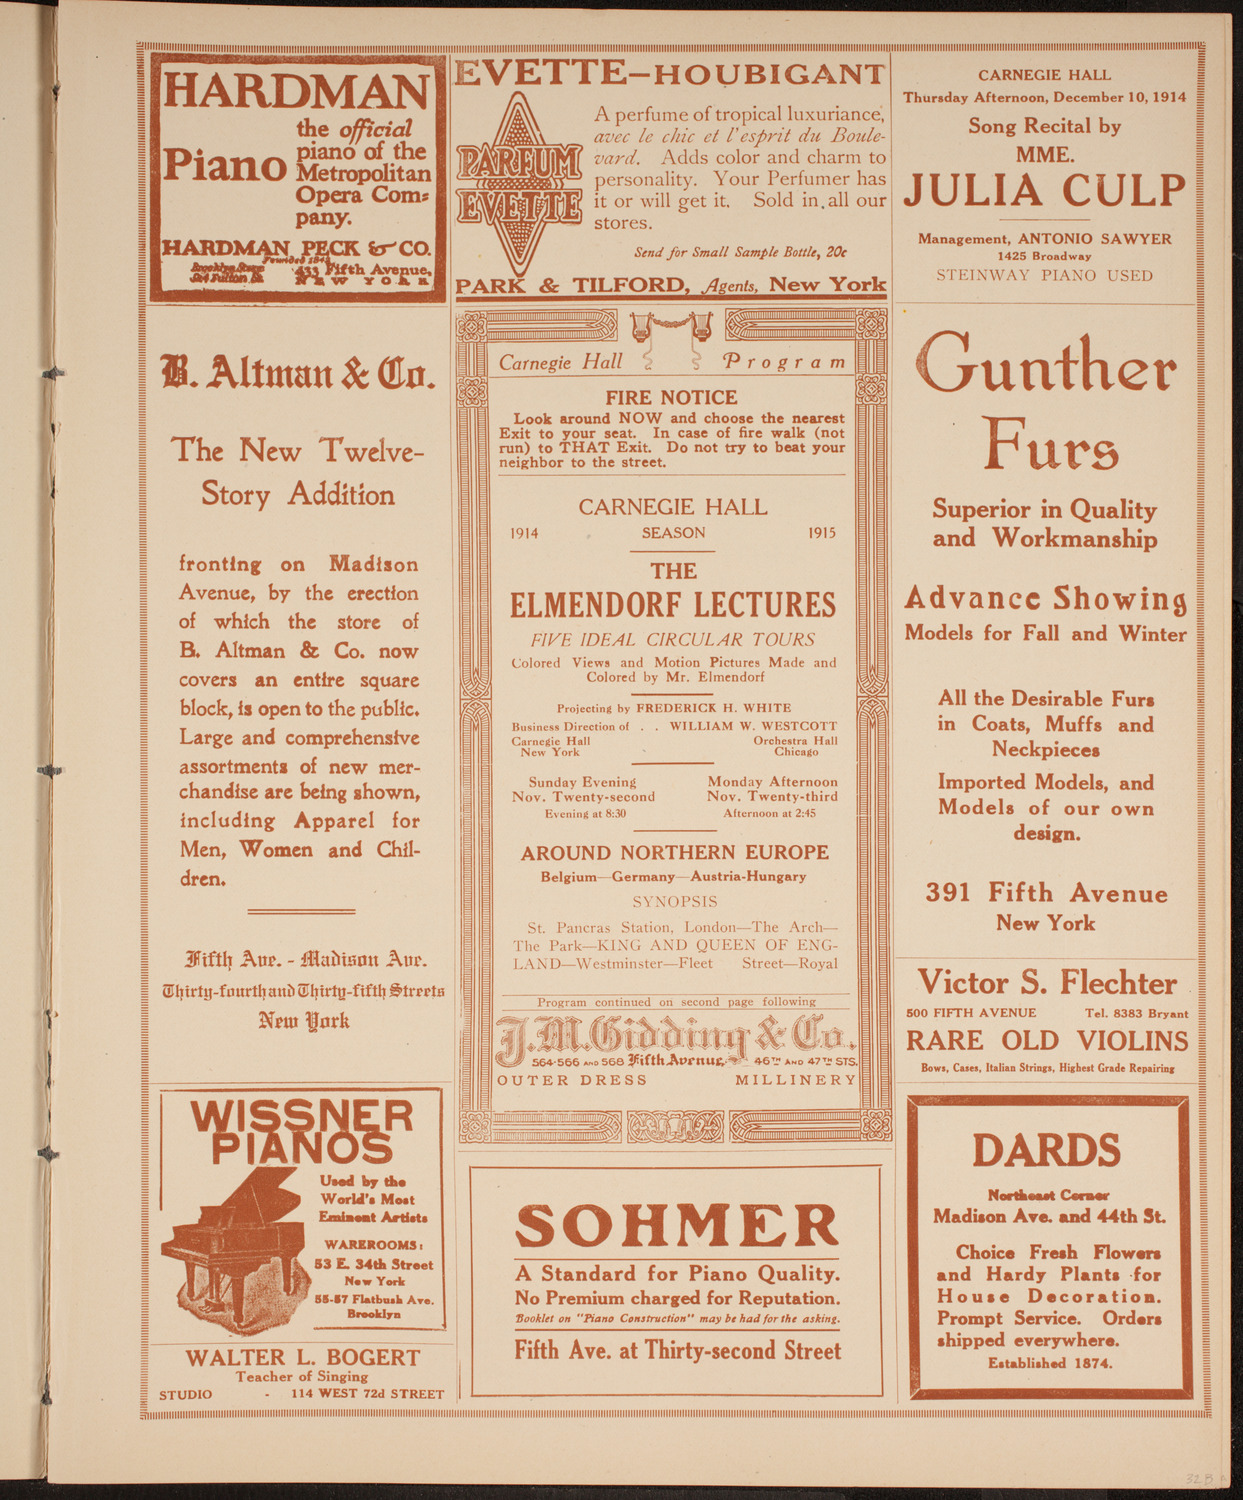 HARDMAN
Piano
the official
piano of the
Metropolitan
Opera Com=
pany.
HARDMAN, PECK & CO.
Founded 1842
Brooklyn Store
524 Fulton St.
433 Fifth Avenue,
NEW YORK
B. Altman & Co.
The New Twelve-
Story Addition
fronting on Madison
Avenue, by the erection
of which the store of
B. Altman & Co. now
covers an entire square
block, is open to the public.
Large and comprehensive
assortments of new mer-
chandise are being shown,
including Apparel for
Men, Women and Chil-
dren.
Fifth Ave. - Madison Ave.
Thirty-fourth and Thirty-fifth Streets
New York
WISSNER
PIANOS
Used by the
World's Most
Eminent Artists
WAREROOMS:
53 E. 34th Street
New York
55-57 Flatbush Ave.
Brooklyn
WALTER L. BOGERT
Teacher of Singing
STUDIO - 114 WEST 72d STREET
EVETTE-HOUBIGANT
PARFUM
EVETTE
A perfume of tropical luxuriance,
avec le chic et l'esprit du Boule-
vard. Adds color and charm to
personality. Your Perfumer has
it or will get it. Sold in all our
stores.
Send for Small Sample Bottle, 20c
PARK & TILFORD, Agents, New York
Carnegie Hall Program
FIRE NOTICE
Look around NOW and choose the nearest
Exit to your seat. In case of fire walk (not
run) to THAT Exit. Do not try to beat your
neighbor to the street.
CARNEGIE HALL
1914 SEASON 1915
THE
ELMENDORF LECTURES
FIVE IDEAL CIRCULAR TOURS
Colored Views and Motion Pictures Made and
Colored by Mr. Elmendorf
Projecting by FREDERICK H. WHITE
Business Direction of . . WILLIAM W. WESTCOTT
Carnegie Hall Orchestra Hall
New York Chicago
Sunday Evening Monday Afternoon
Nov. Twenty-second Nov. Twenty-third
Evening at 8:30 Afternoon at 2:45
AROUND NORTHERN EUROPE
Belgium—Germany—Austria-Hungary
SYNOPSIS
St. Pancras Station, London—The Arch—
The Park—KING AND QUEEN OF ENG-
LAND—Westminster—Fleet Street—Royal
Program continued on second page following
J. M. Gidding & Co.
564-566 AND 568 Fifth Avenue, 46TH AND 47TH STS.
OUTER DRESS MILLINERY
SOHMER
A Standard for Piano Quality.
No Premium charged for Reputation.
Booklet on "Piano Construction" may be had for the asking.
Fifth Ave. at Thirty-second Street
CARNEGIE HALL
Thursday Afternoon, December 10, 1914
Song Recital by
MME.
JULIA CULP
Management, ANTONIO SAWYER
1425 Broadway
STEINWAY PIANO USED
Gunther
Furs
Superior in Quality
and Workmanship
Advance Showing
Models for Fall and Winter
All the Desirable Furs
in Coats, Muffs and
Neckpieces
Imported Models, and
Models of our own
design.
391 Fifth Avenue
New York
Victor S. Flechter
500 FIFTH AVENUE Tel. 8383 Bryant
RARE OLD VIOLINS
Bows, Cases, Italian Strings, Highest Grade Repairing
DARDS
Northeast Corner
Madison Ave. and 44th St.
Choice Fresh Flowers
and Hardy Plants for
House Decoration.
Prompt Service. Orders
shipped everywhere.
Established 1874.